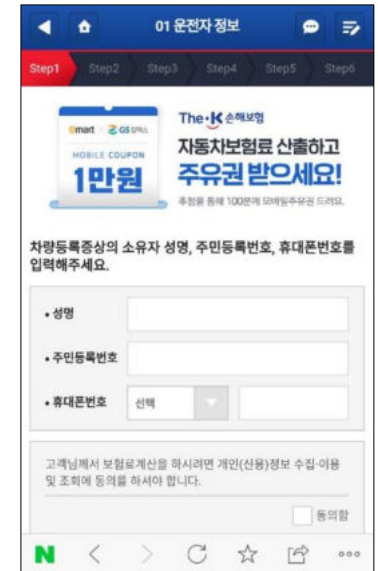 01 운전자 정보
Step1 Step2 Step3 Step4 Step5 Step6
emart GS
The·K 손해보험
MOBILE COUPON
1만원
자동차보험료 산출하고
주유권 받으세요!
추첨을 통해 100분께 모바일주유권 드려요.
차량등록증상의 소유자 성명, 주민등록번호, 휴대폰번호를
입력해주세요.
• 성명
• 주민등록번호
• 휴대폰번호 선택
고객님께서 보험료계산을 하시려면 개인(신용)정보 수집·이용
및 조회에 동의를 하셔야 합니다.
동의함
N